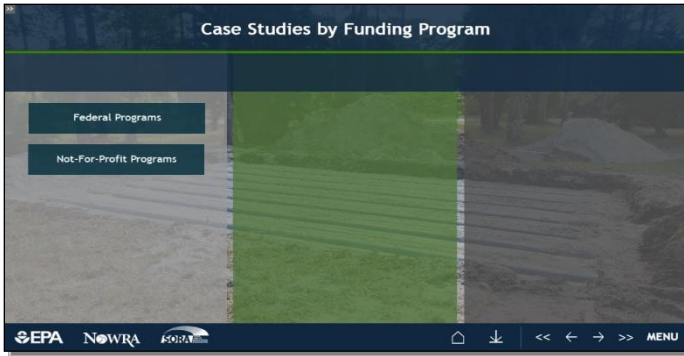 >>
Case Studies by Funding Program
Federal Programs
Not-For-Profit Programs
EPA NOWRA SORA << ← → >> MENU